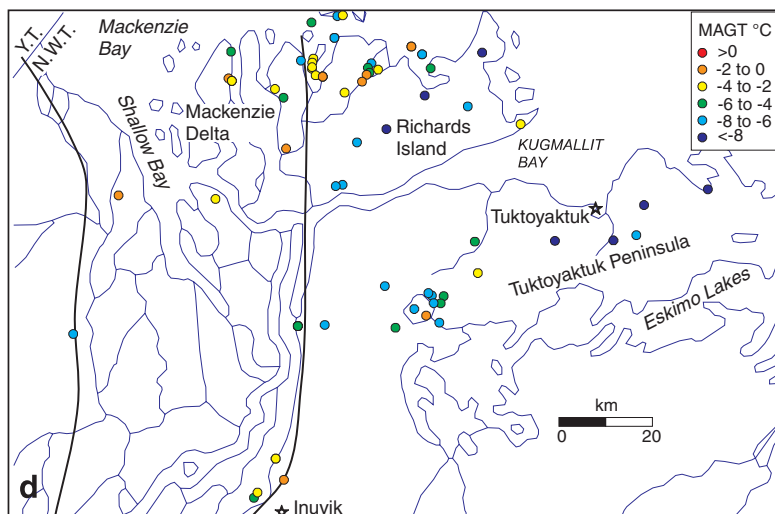 Y.T.
N.W.T.
Mackenzie
Bay
Shallow Bay
Mackenzie
Delta
Richards
Island
KUGMALLIT
BAY
MAGT °C
>0
-2 to 0
-4 to -2
-6 to -4
-8 to -6
<-8
Tuktoyaktuk
Tuktoyaktuk Peninsula
Eskimo Lakes
km
0 20
d
Inuvik